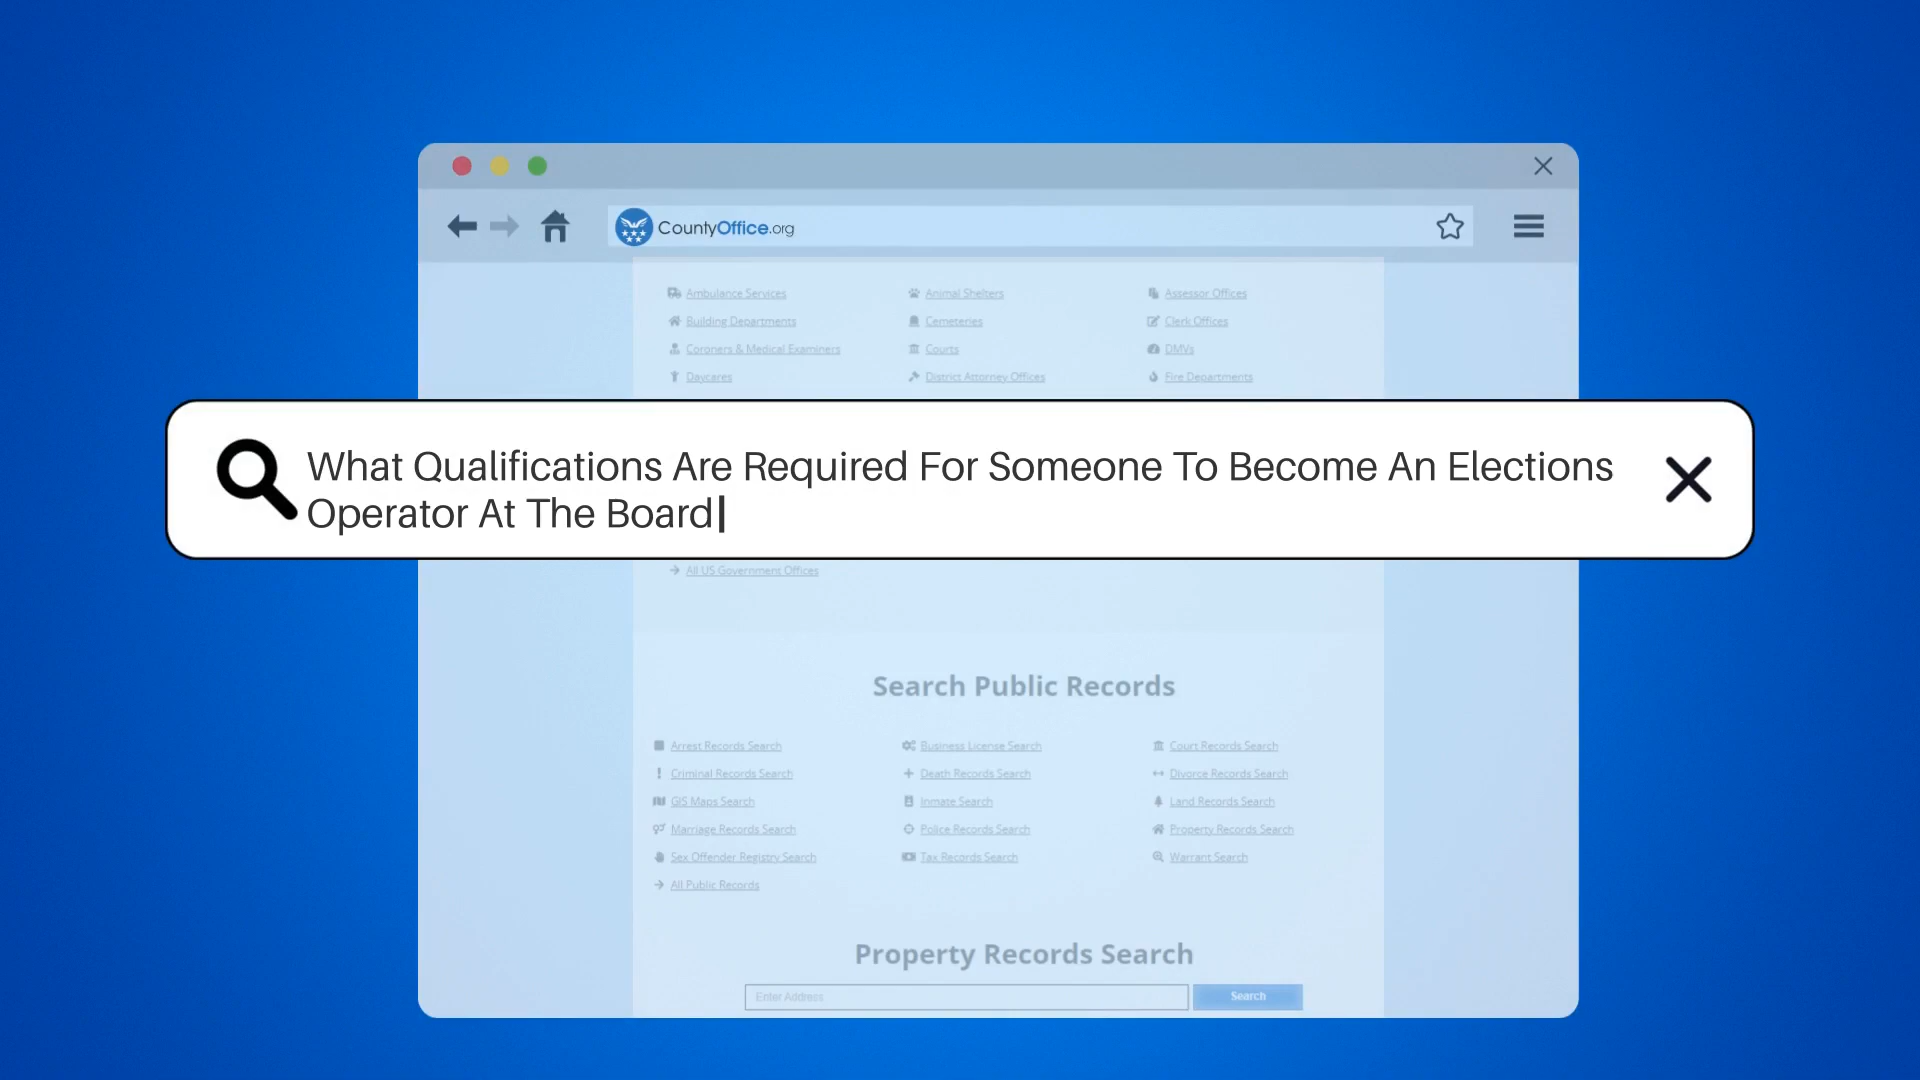 CountyOffice.org
Ambulance Services Animal Shelters Assessor Offices
Building Departments Cemeteries Clerk Offices
Coroners & Medical Examiners Courts DMVs
Daycares District Attorney Offices Fire Departments
What Qualifications Are Required For Someone To Become An Elections
Operator At The Board
All US Government Offices
Search Public Records
Arrest Records Search Business License Search Court Records Search
Criminal Records Search Death Records Search Divorce Records Search
GIS Maps Search Inmate Search Land Records Search
Marriage Records Search Police Records Search Property Records Search
Sex Offender Registry Search Tax Records Search Warrant Search
All Public Records
Property Records Search
Enter Address Search